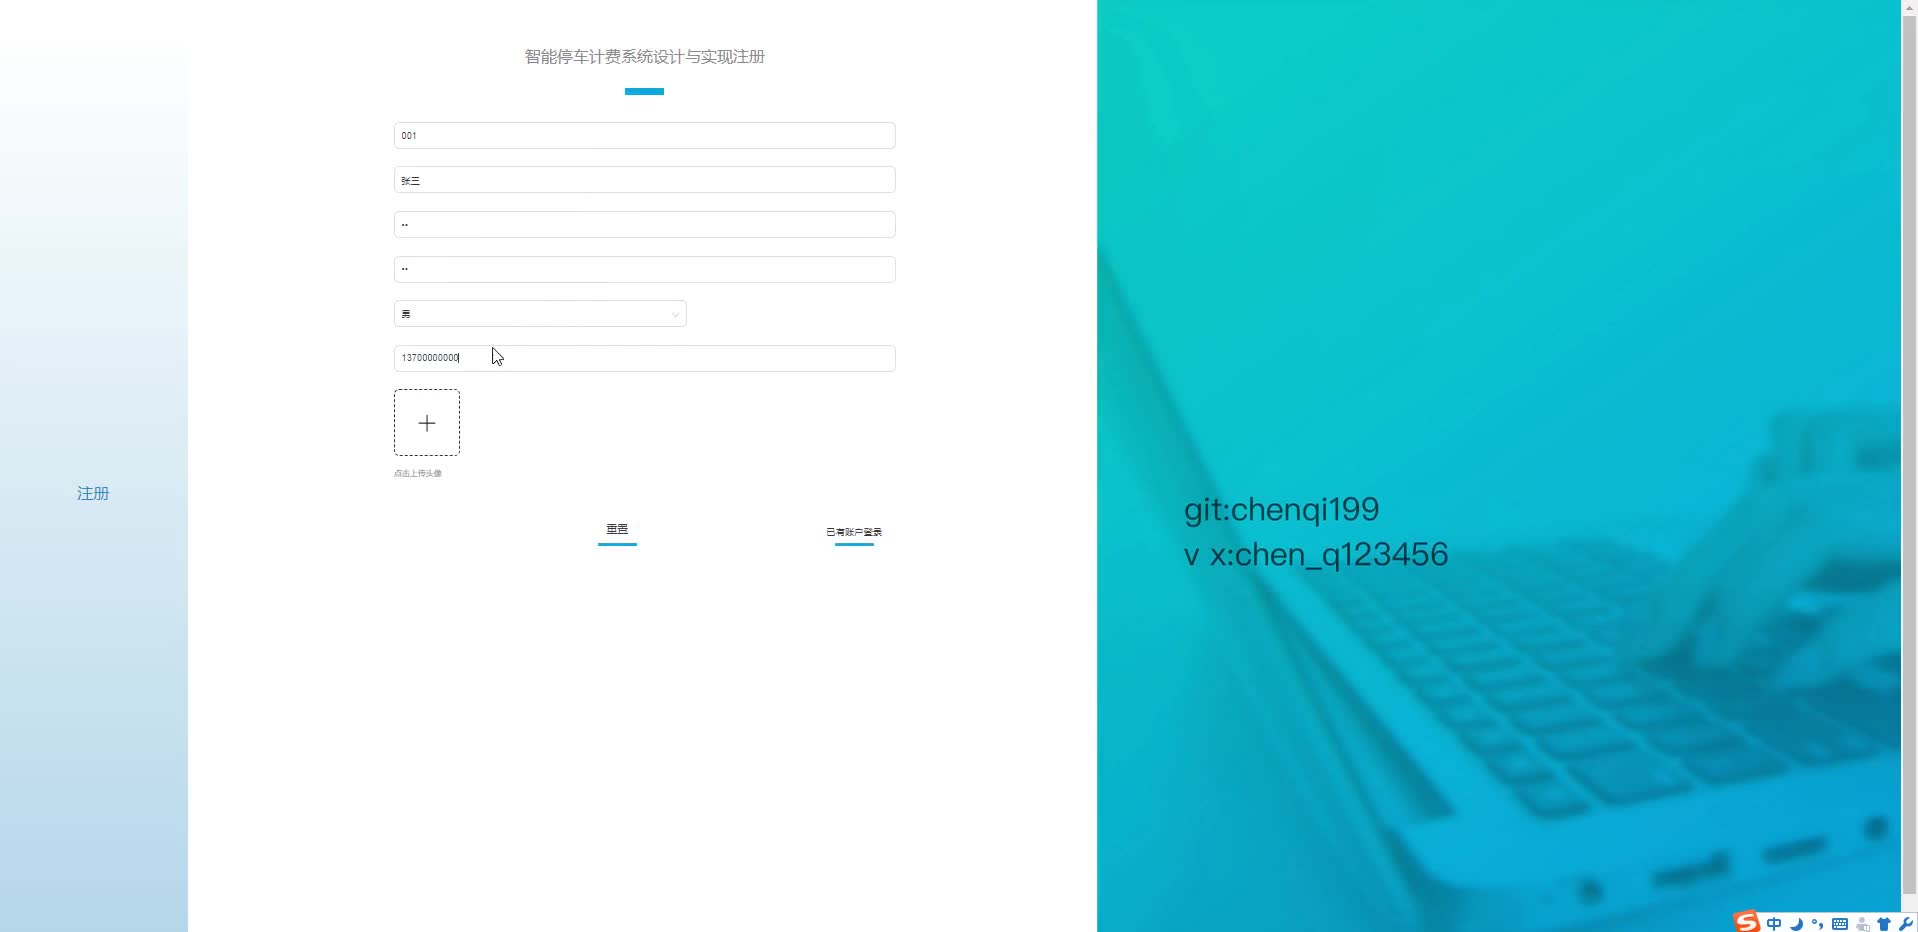 智能停车计费系统设计与实现注册
001
张三
••
••
男
13700000000
点击上传头像
注册
重置
已有账户登录
git:chenqi199
v x:chen_q123456
中